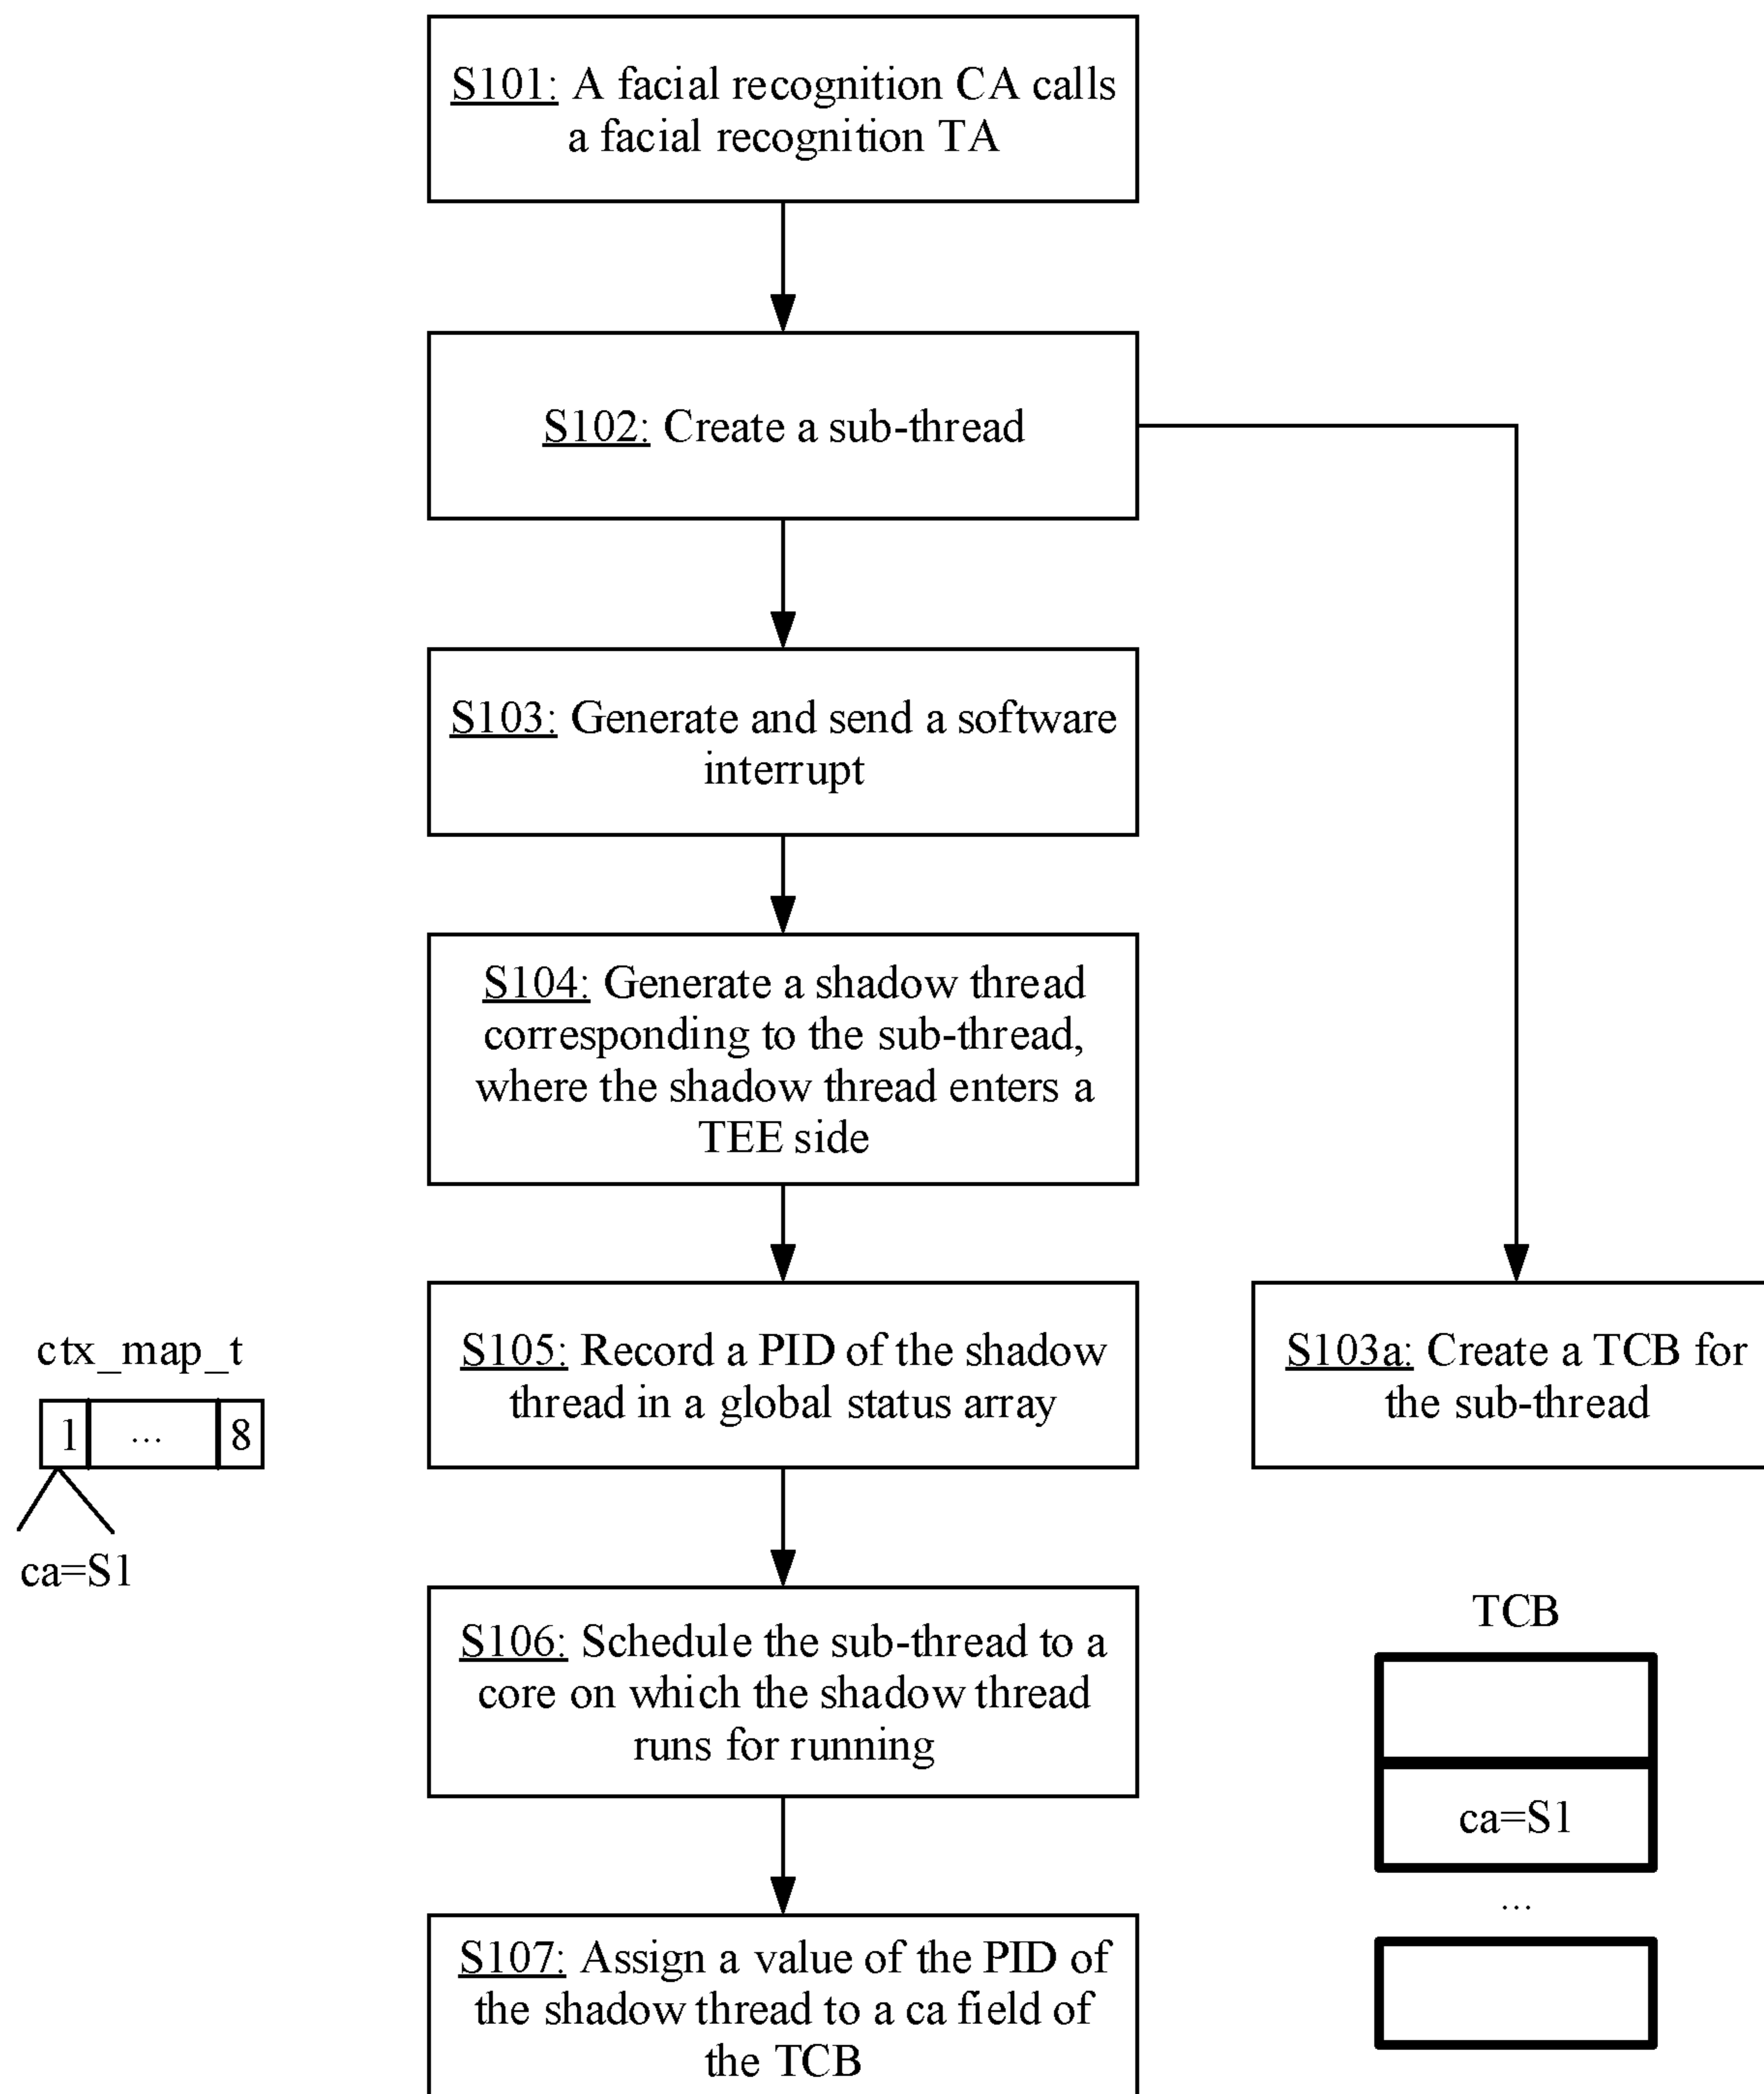 S101: A facial recognition CA calls
a facial recognition TA
S102: Create a sub-thread
S103: Generate and send a software
interrupt
S104: Generate a shadow thread
corresponding to the sub-thread,
where the shadow thread enters a
TEE side
ctx_map_t
1 ... 8
ca=S1
S105: Record a PID of the shadow
thread in a global status array
S103a: Create a TCB for
the sub-thread
S106: Schedule the sub-thread to a
core on which the shadow thread
runs for running
TCB
ca=S1
...
S107: Assign a value of the PID of
the shadow thread to a ca field of
the TCB